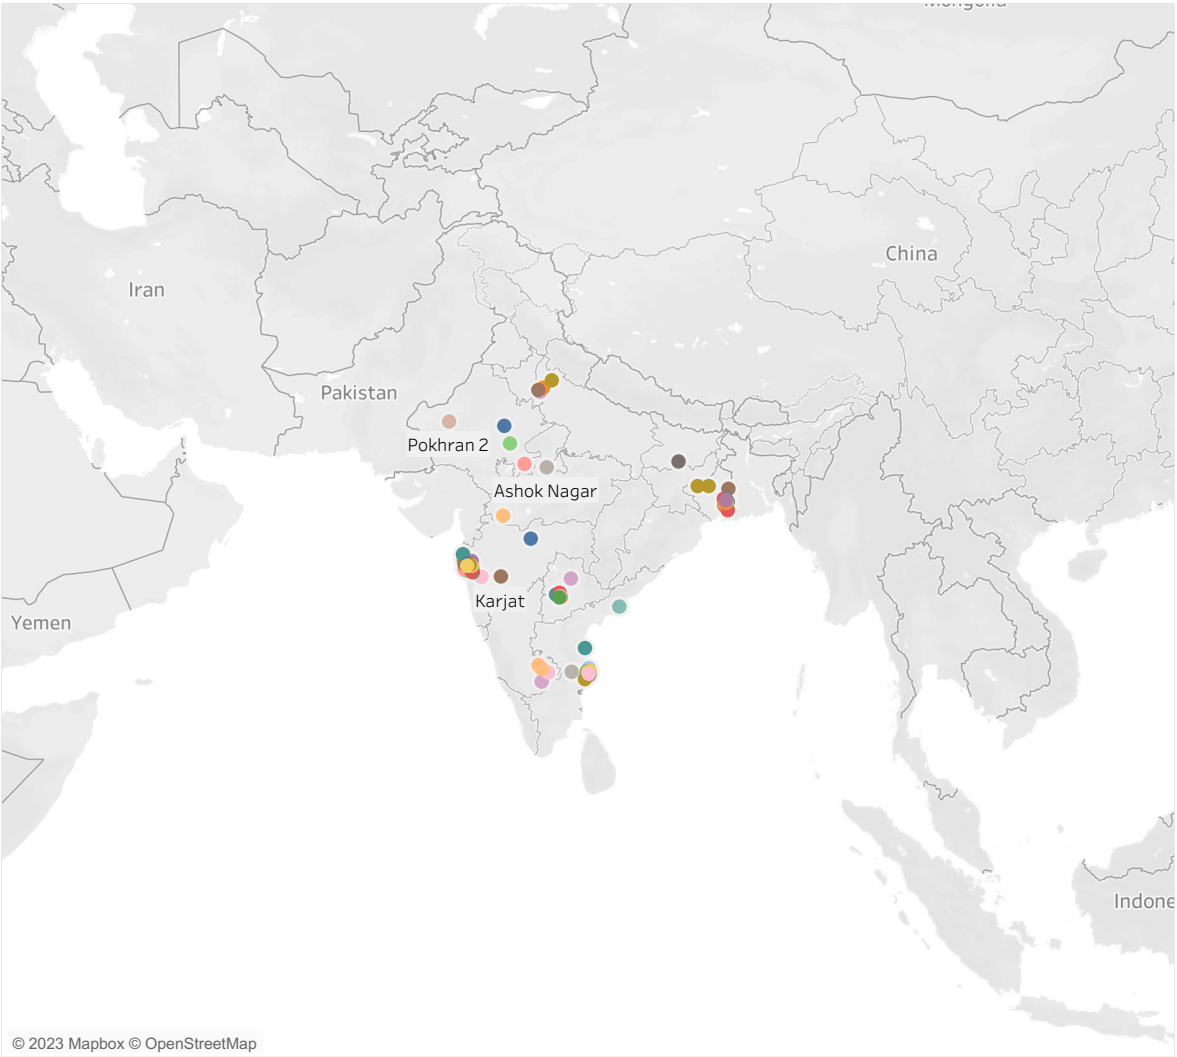 Mongolia
China
Iran
Pakistan
Pokhran 2
Ashok Nagar
Karjat
Yemen
Indone
© 2023 Mapbox © OpenStreetMap